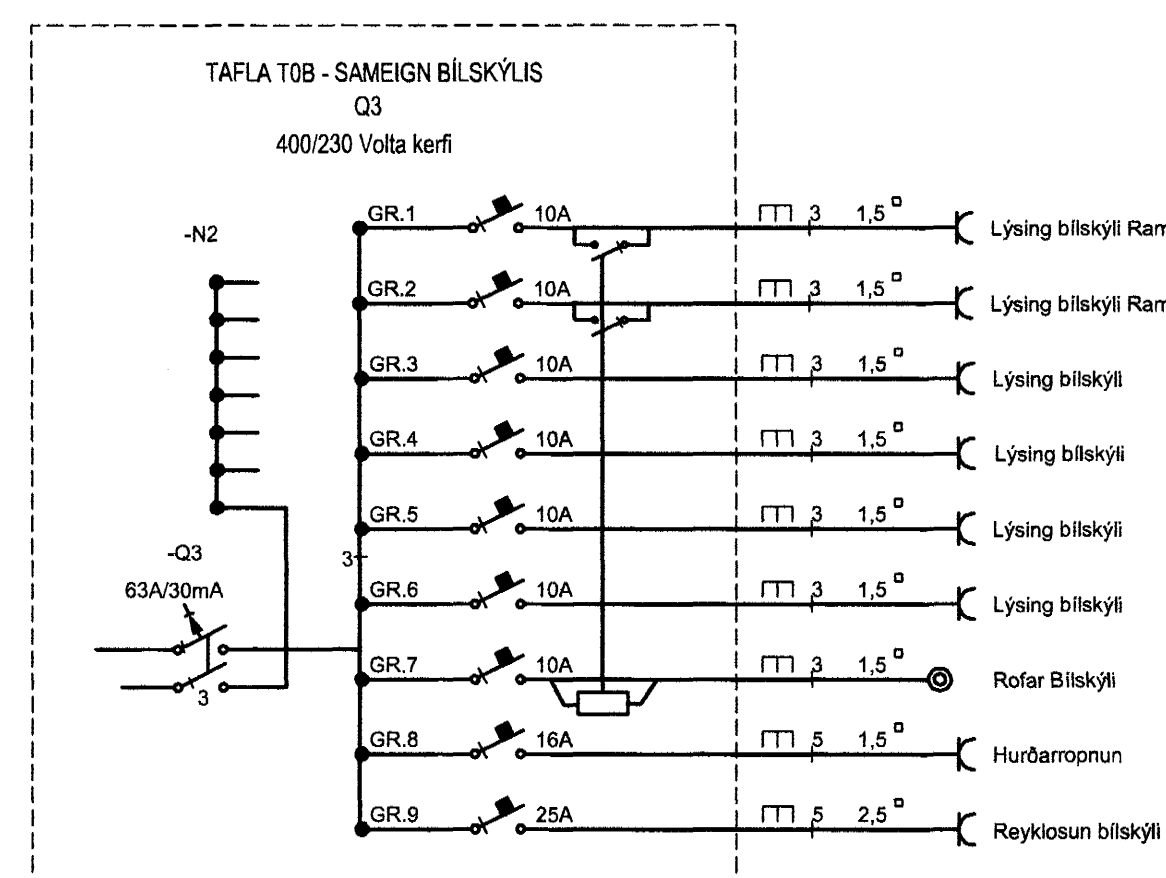 TAFLA T0B - SAMEIGN BÍLSKÝLIS
Q3
400/230 Volta kerfi
-N2
-Q3
63A/30mA
3
3
GR.1 10A 3 1,5 Lýsing bílskýli
GR.2 10A 3 1,5 Lýsing bílskýli
GR.3 10A 3 1,5 Lýsing bílskýli
GR.4 10A 3 1,5 Lýsing bílskýli
GR.5 10A 3 1,5 Lýsing bílskýli
GR.6 10A 3 1,5 Lýsing bílskýli
GR.7 10A 3 1,5 Rofar Bílskýli
GR.8 16A 5 1,5 Hurðarropnun
GR.9 25A 5 2,5 Reyklosun bílskýli